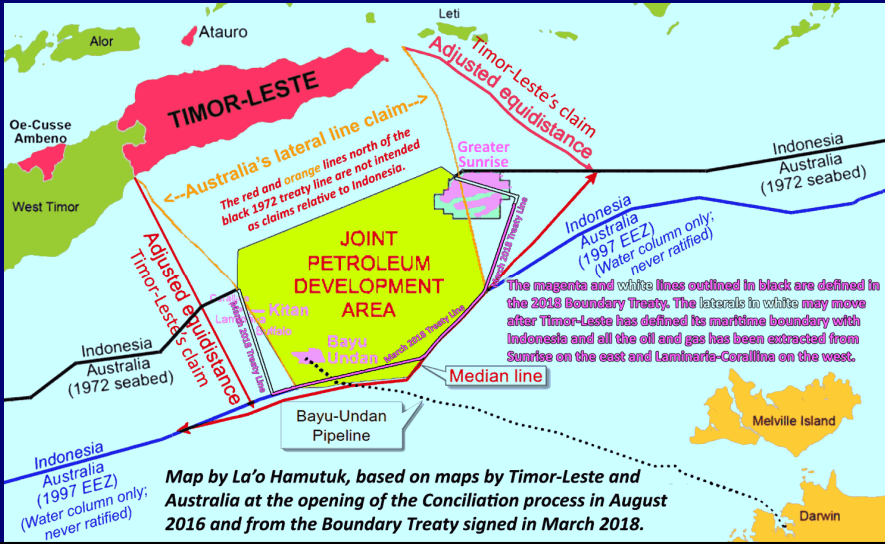 Leti
Alor
Atauro
TIMOR-LESTE
Oe-Cusse
Ambeno
West Timor
Timor-Leste's claim
Adjusted equidistance
<--Australia's lateral line claim-->
The red and orange lines north of the
black 1972 treaty line are not intended
as claims relative to Indonesia.
Greater
Sunrise
Indonesia
Australia
(1972 seabed)
Indonesia
Australia
(1997 EEZ)
(Water column only;
never ratified)
JOINT
PETROLEUM
DEVELOPMENT
AREA
March 2018 Treaty Line
Adjusted equidistance
Timor-Leste's claim
Kitan
March 2018 Treaty Line
Bayu
Undan
March 2018 Treaty Line
The magenta and white lines outlined in black are defined in
the 2018 Boundary Treaty. The laterals in white may move
after Timor-Leste has defined its maritime boundary with
Indonesia and all the oil and gas has been extracted from
Sunrise on the east and Laminaria-Corallina on the west.
Indonesia
Australia
(1972 seabed)
Median line
Bayu-Undan
Pipeline
Melville Island
Indonesia
Australia
(1997 EEZ)
(Water column only;
never ratified)
Map by La'o Hamutuk, based on maps by Timor-Leste and
Australia at the opening of the Conciliation process in August
2016 and from the Boundary Treaty signed in March 2018.
Darwin